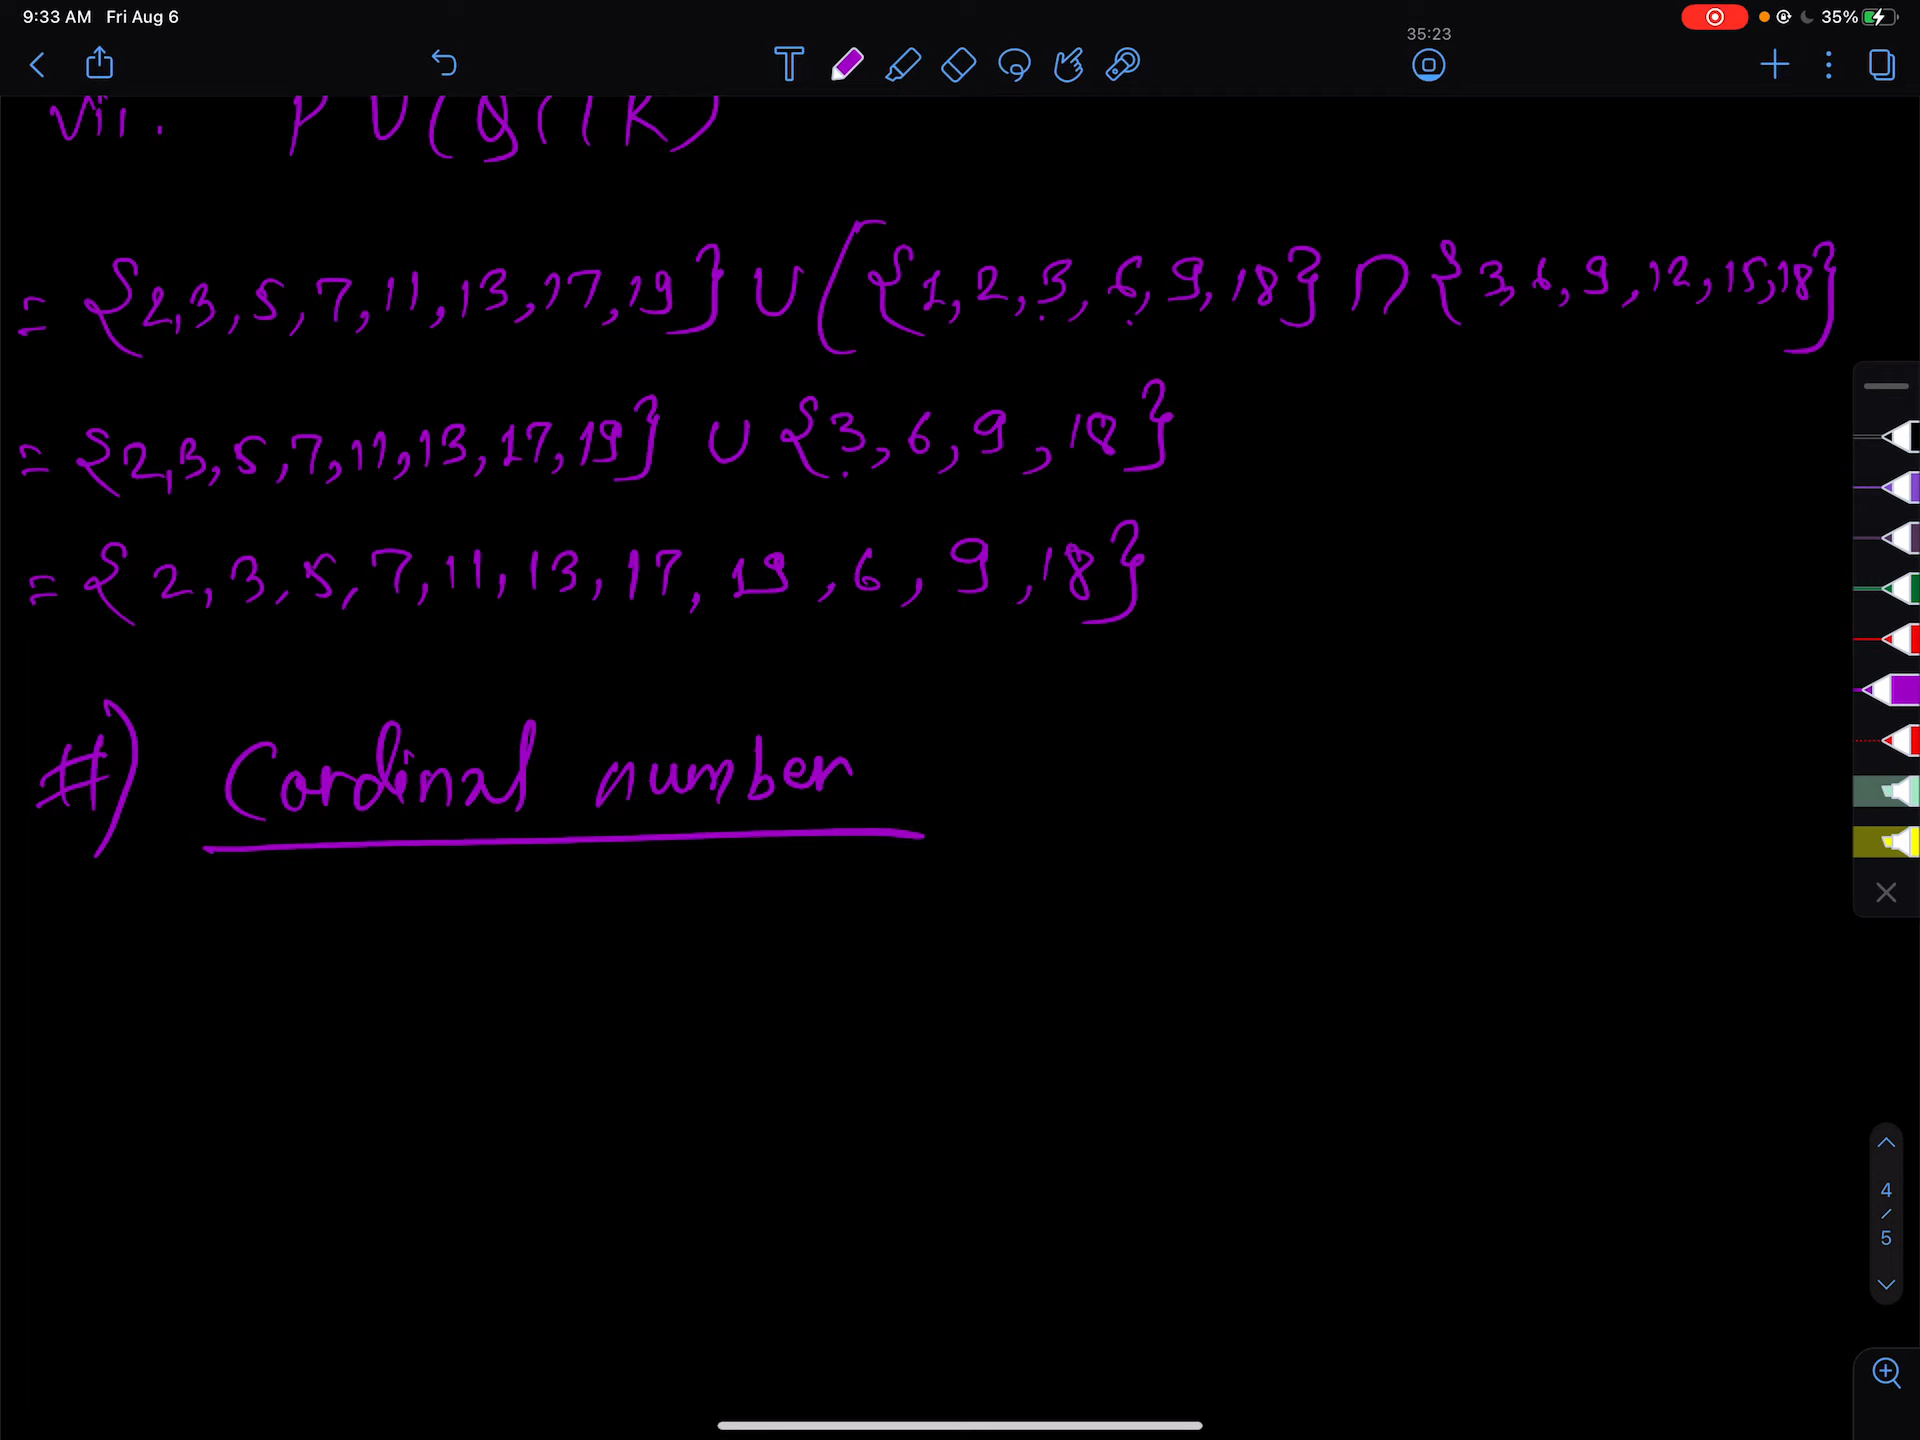 9:33 AM Fri Aug 6
35%
35:23
vii. P ∪ (Q ∩ R)
= {2,3,5,7,11,13,17,19} ∪ ({1,2,3,6,9,18} ∩ {3,6,9,12,15,18}
= {2,3,5,7,11,13,17,19} ∪ {3,6,9,18}
= {2,3,5,7,11,13,17,19,6,9,18}
#) Cardinal number
4
/
5